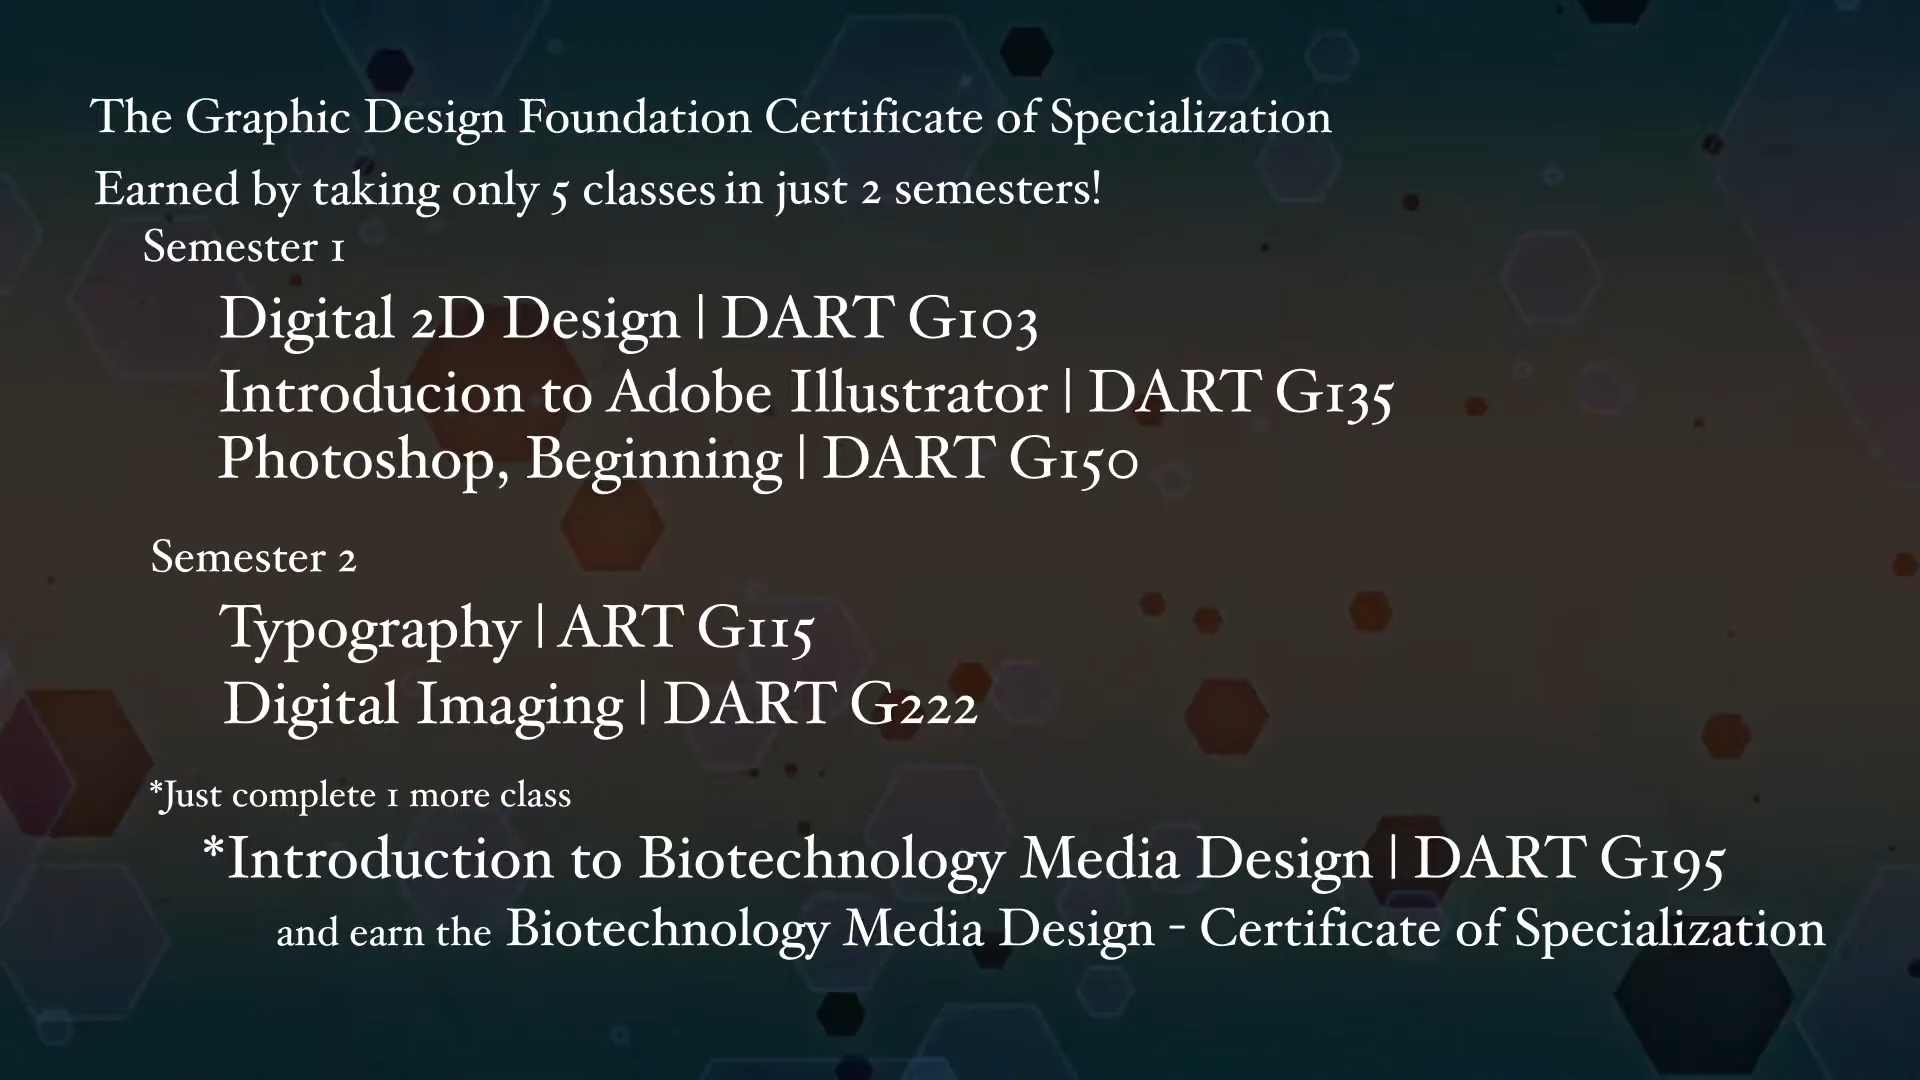 The Graphic Design Foundation Certificate of Specialization
Earned by taking only 5 classes in just 2 semesters!
Semester 1
Digital 2D Design | DART G103
Introducion to Adobe Illustrator | DART G135
Photoshop, Beginning | DART G150
Semester 2
Typography | ART G115
Digital Imaging | DART G222
*Just complete 1 more class
*Introduction to Biotechnology Media Design | DART G195
and earn the Biotechnology Media Design - Certificate of Specialization